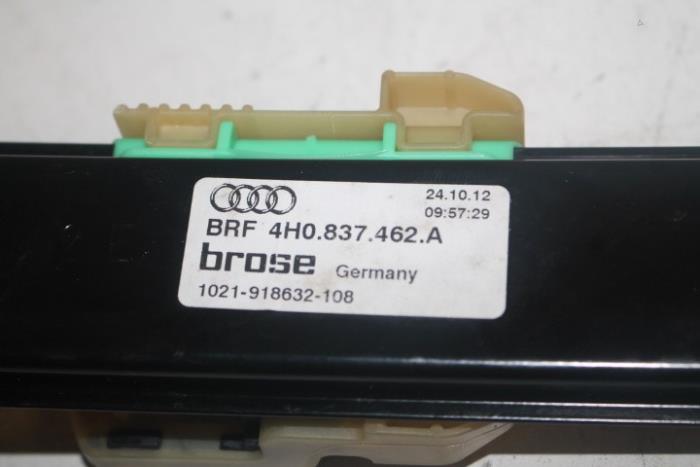 24.10.12
09:57:29
BRF 4H0.837.462.A
brose Germany
1021-918632-108